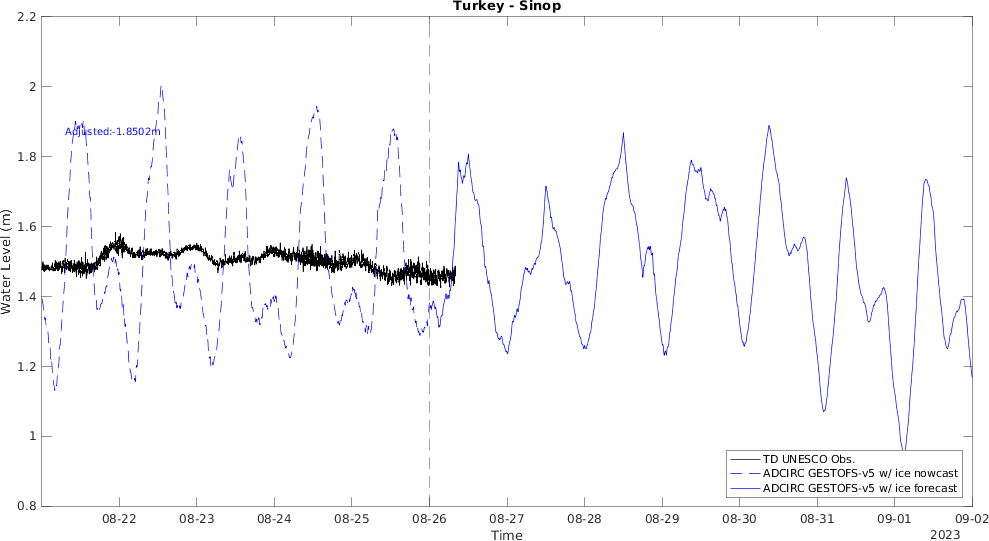 Turkey - Sinop
2.2
2
1.8
1.6
1.4
1.2
1
0.8
Water Level (m)
Adjusted:-1.8502m
TD UNESCO Obs.
ADCIRC GESTOFS-v5 w/ ice nowcast
ADCIRC GESTOFS-v5 w/ ice forecast
08-22 08-23 08-24 08-25 08-26 08-27 08-28 08-29 08-30 08-31 09-01 09-02
Time
2023